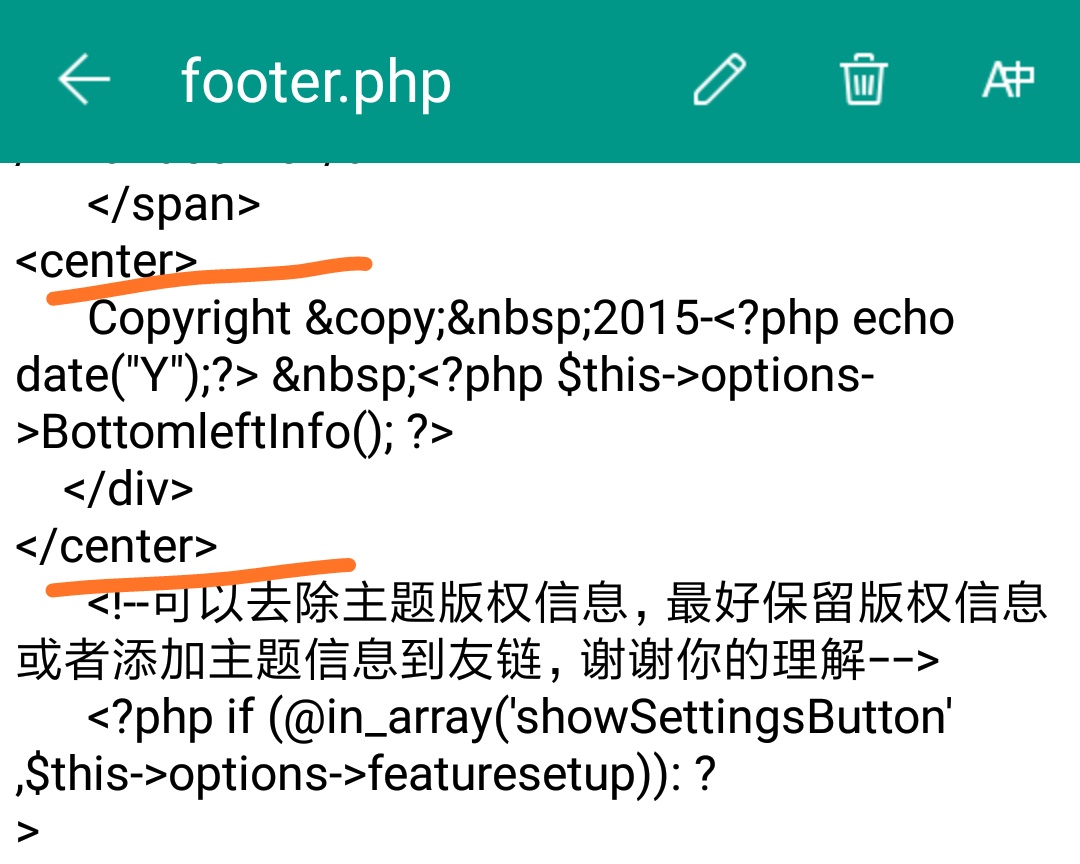 footer.php
A中
</span>
<center>
Copyright &copy;&nbsp;2015-<?php echo
date("Y");?> &nbsp;<?php $this->options-
>BottomleftInfo(); ?>
</div>
</center>
<!--可以去除主题版权信息，最好保留版权信息
或者添加主题信息到友链，谢谢你的理解-->
<?php if (@in_array('showSettingsButton'
,$this->options->featuresetup)): ?
>